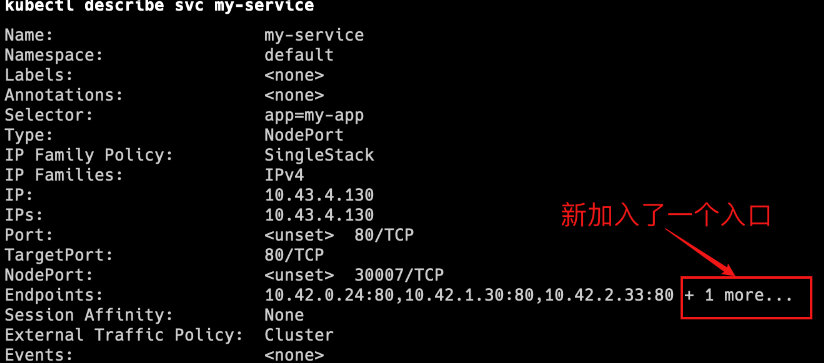 kubectl describe svc my-service
Name:                     my-service
Namespace:                default
Labels:                   <none>
Annotations:              <none>
Selector:                 app=my-app
Type:                     NodePort
IP Family Policy:         SingleStack
IP Families:              IPv4
IP:                       10.43.4.130
IPs:                      10.43.4.130
新加入了一个入口
Port:                     <unset>  80/TCP
TargetPort:               80/TCP
NodePort:                 <unset>  30007/TCP
Endpoints:                10.42.0.24:80,10.42.1.30:80,10.42.2.33:80 + 1 more...
Session Affinity:         None
External Traffic Policy:  Cluster
Events:                   <none>